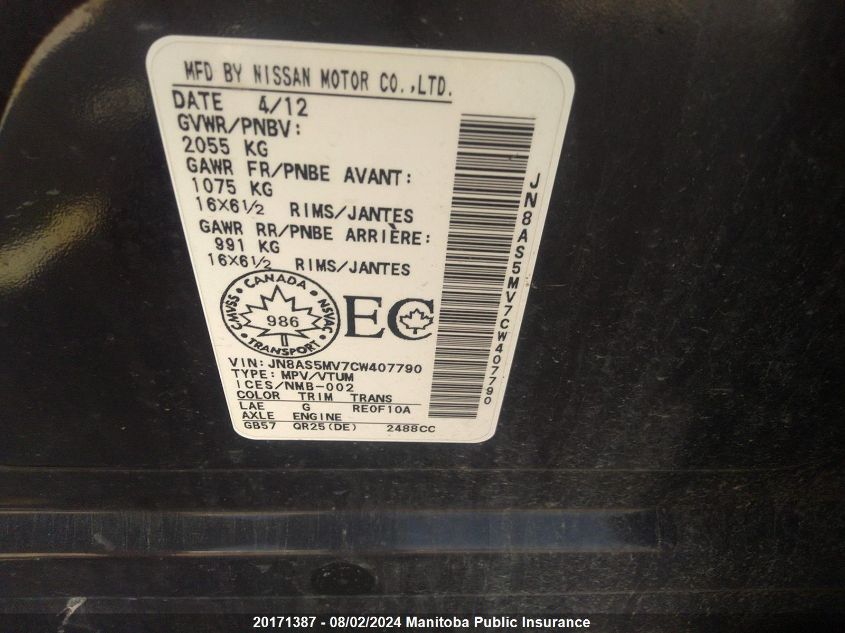 MFD BY NISSAN MOTOR CO.,LTD.
DATE 4/12
GVWR/PNBV:
2055 KG
GAWR FR/PNBE AVANT:
1075 KG
16X6½ RIMS/JANTES
GAWR RR/PNBE ARRIÈRE:
991 KG
16X6½ RIMS/JANTES
CANADA
CMVSS NSVAC
986
TRANSPORT
EC
VIN: JN8AS5MV7CW407790
TYPE: MPV/VTUM
ICES/NMB-002
COLOR TRIM TRANS
LAE G RE0F10A
AXLE ENGINE
GB57 QR25(DE) 2488CC
JN8AS5MV7CW407790
20171387 - 08/02/2024 Manitoba Public Insurance